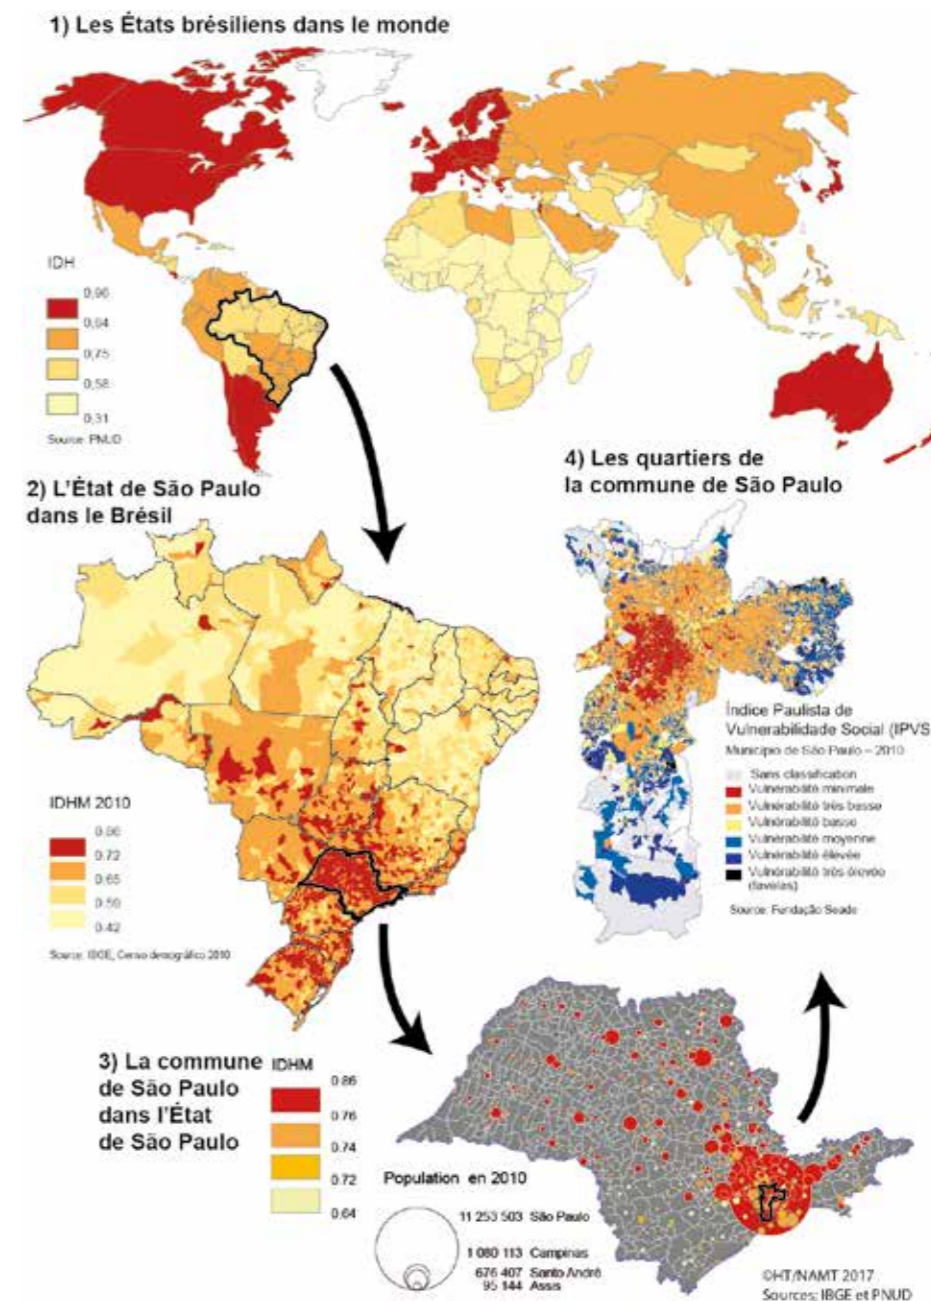 1) Les États brésiliens dans le monde
IDH
0,96
0,84
0,75
0,58
0,31
Source: PNUD
2) L'État de São Paulo
dans le Brésil
IDHM 2010
0.86
0.72
0.65
0.59
0.42
Source: IBGE, Censo demográfico 2010
3) La commune
de São Paulo
dans l'État
de São Paulo
IDHM
0.86
0.76
0.74
0.72
0.64
Population en 2010
11 253 503 São Paulo
1 080 113 Campinas
676 407 Santo André
95 144 Assis
4) Les quartiers de
la commune de São Paulo
Índice Paulista de
Vulnerabilidade Social (IPVS
Município de São Paulo – 2010
Sans classification
Vulnérabilité minimale
Vulnérabilité très basse
Vulnérabilité basse
Vulnérabilité moyenne
Vulnérabilité élevée
Vulnérabilité très élevée
(favelas)
Source: Fundação Seade
©HT/NAMT 2017
Sources: IBGE et PNUD